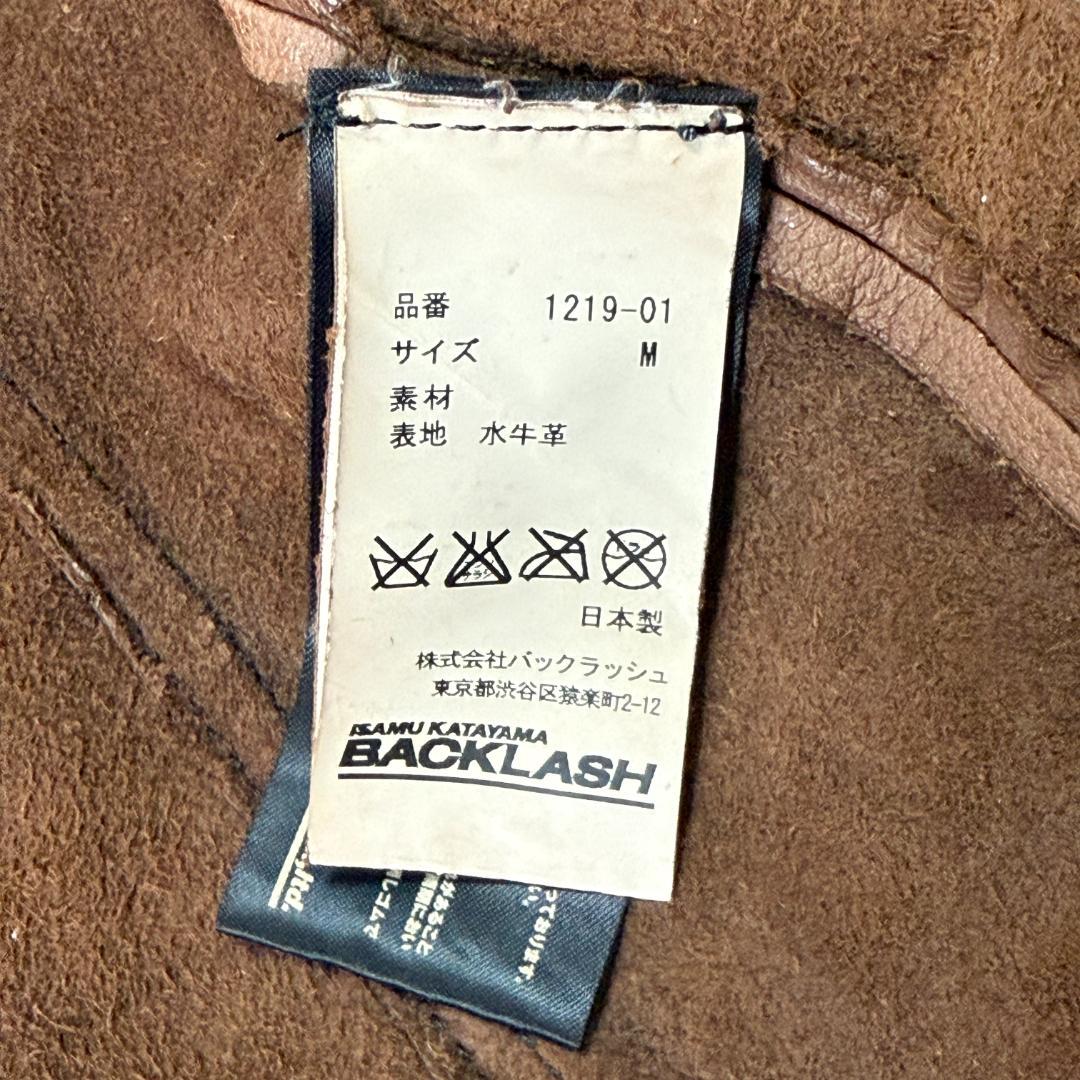 品番 1219-01
サイズ M
素材
表地 水牛革
日本製
株式会社バックラッシュ
東京都渋谷区猿楽町2-12
ISAMU KATAYAMA
BACKLASH
ltd.